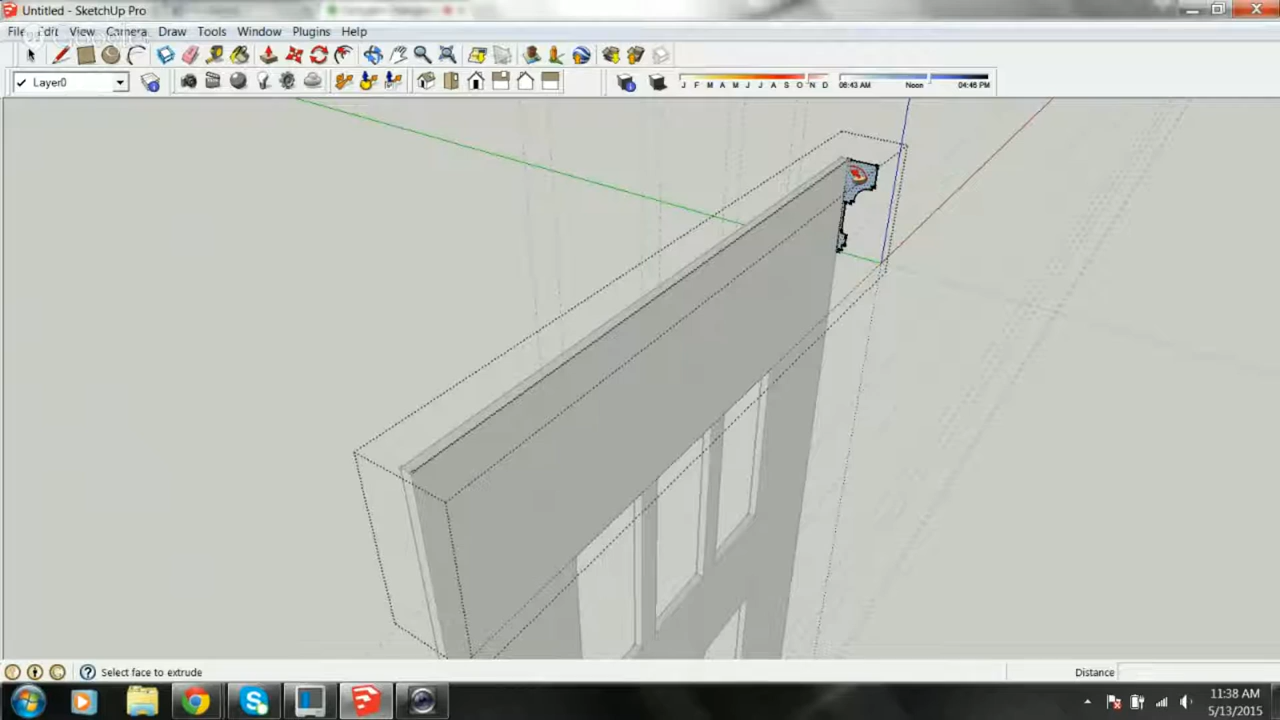 Untitled - SketchUp Pro
File Edit View Camera Draw Tools Window Plugins Help
✓ Layer0
J F M A M J J A S O N D
06:43 AM Noon 04:46 PM
Select face to extrude
Distance
11:38 AM
5/13/2015